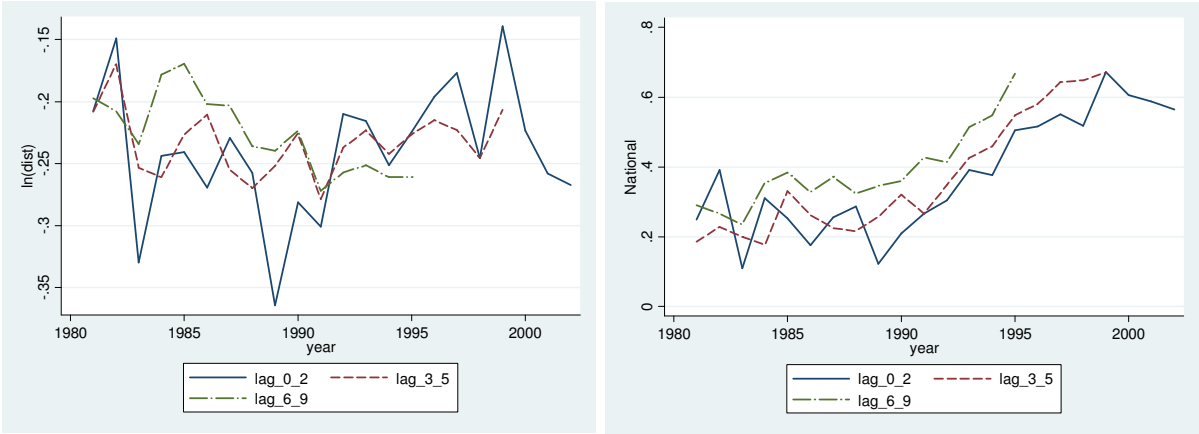 ln(dist)
-.15
-.2
-.25
-.3
-.35
1980 1985 1990 1995 2000
year
lag_0_2 lag_3_5
lag_6_9
National
.8
.6
.4
.2
0
1980 1985 1990 1995 2000
year
lag_0_2 lag_3_5
lag_6_9